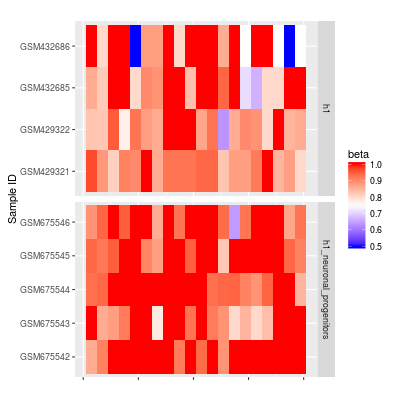 GSM432686
GSM432685
GSM429322
GSM429321
h1
GSM675546
GSM675545
GSM675544
GSM675543
GSM675542
h1_neuronal_progenitors
Sample ID
beta
1.0
0.9
0.8
0.7
0.6
0.5